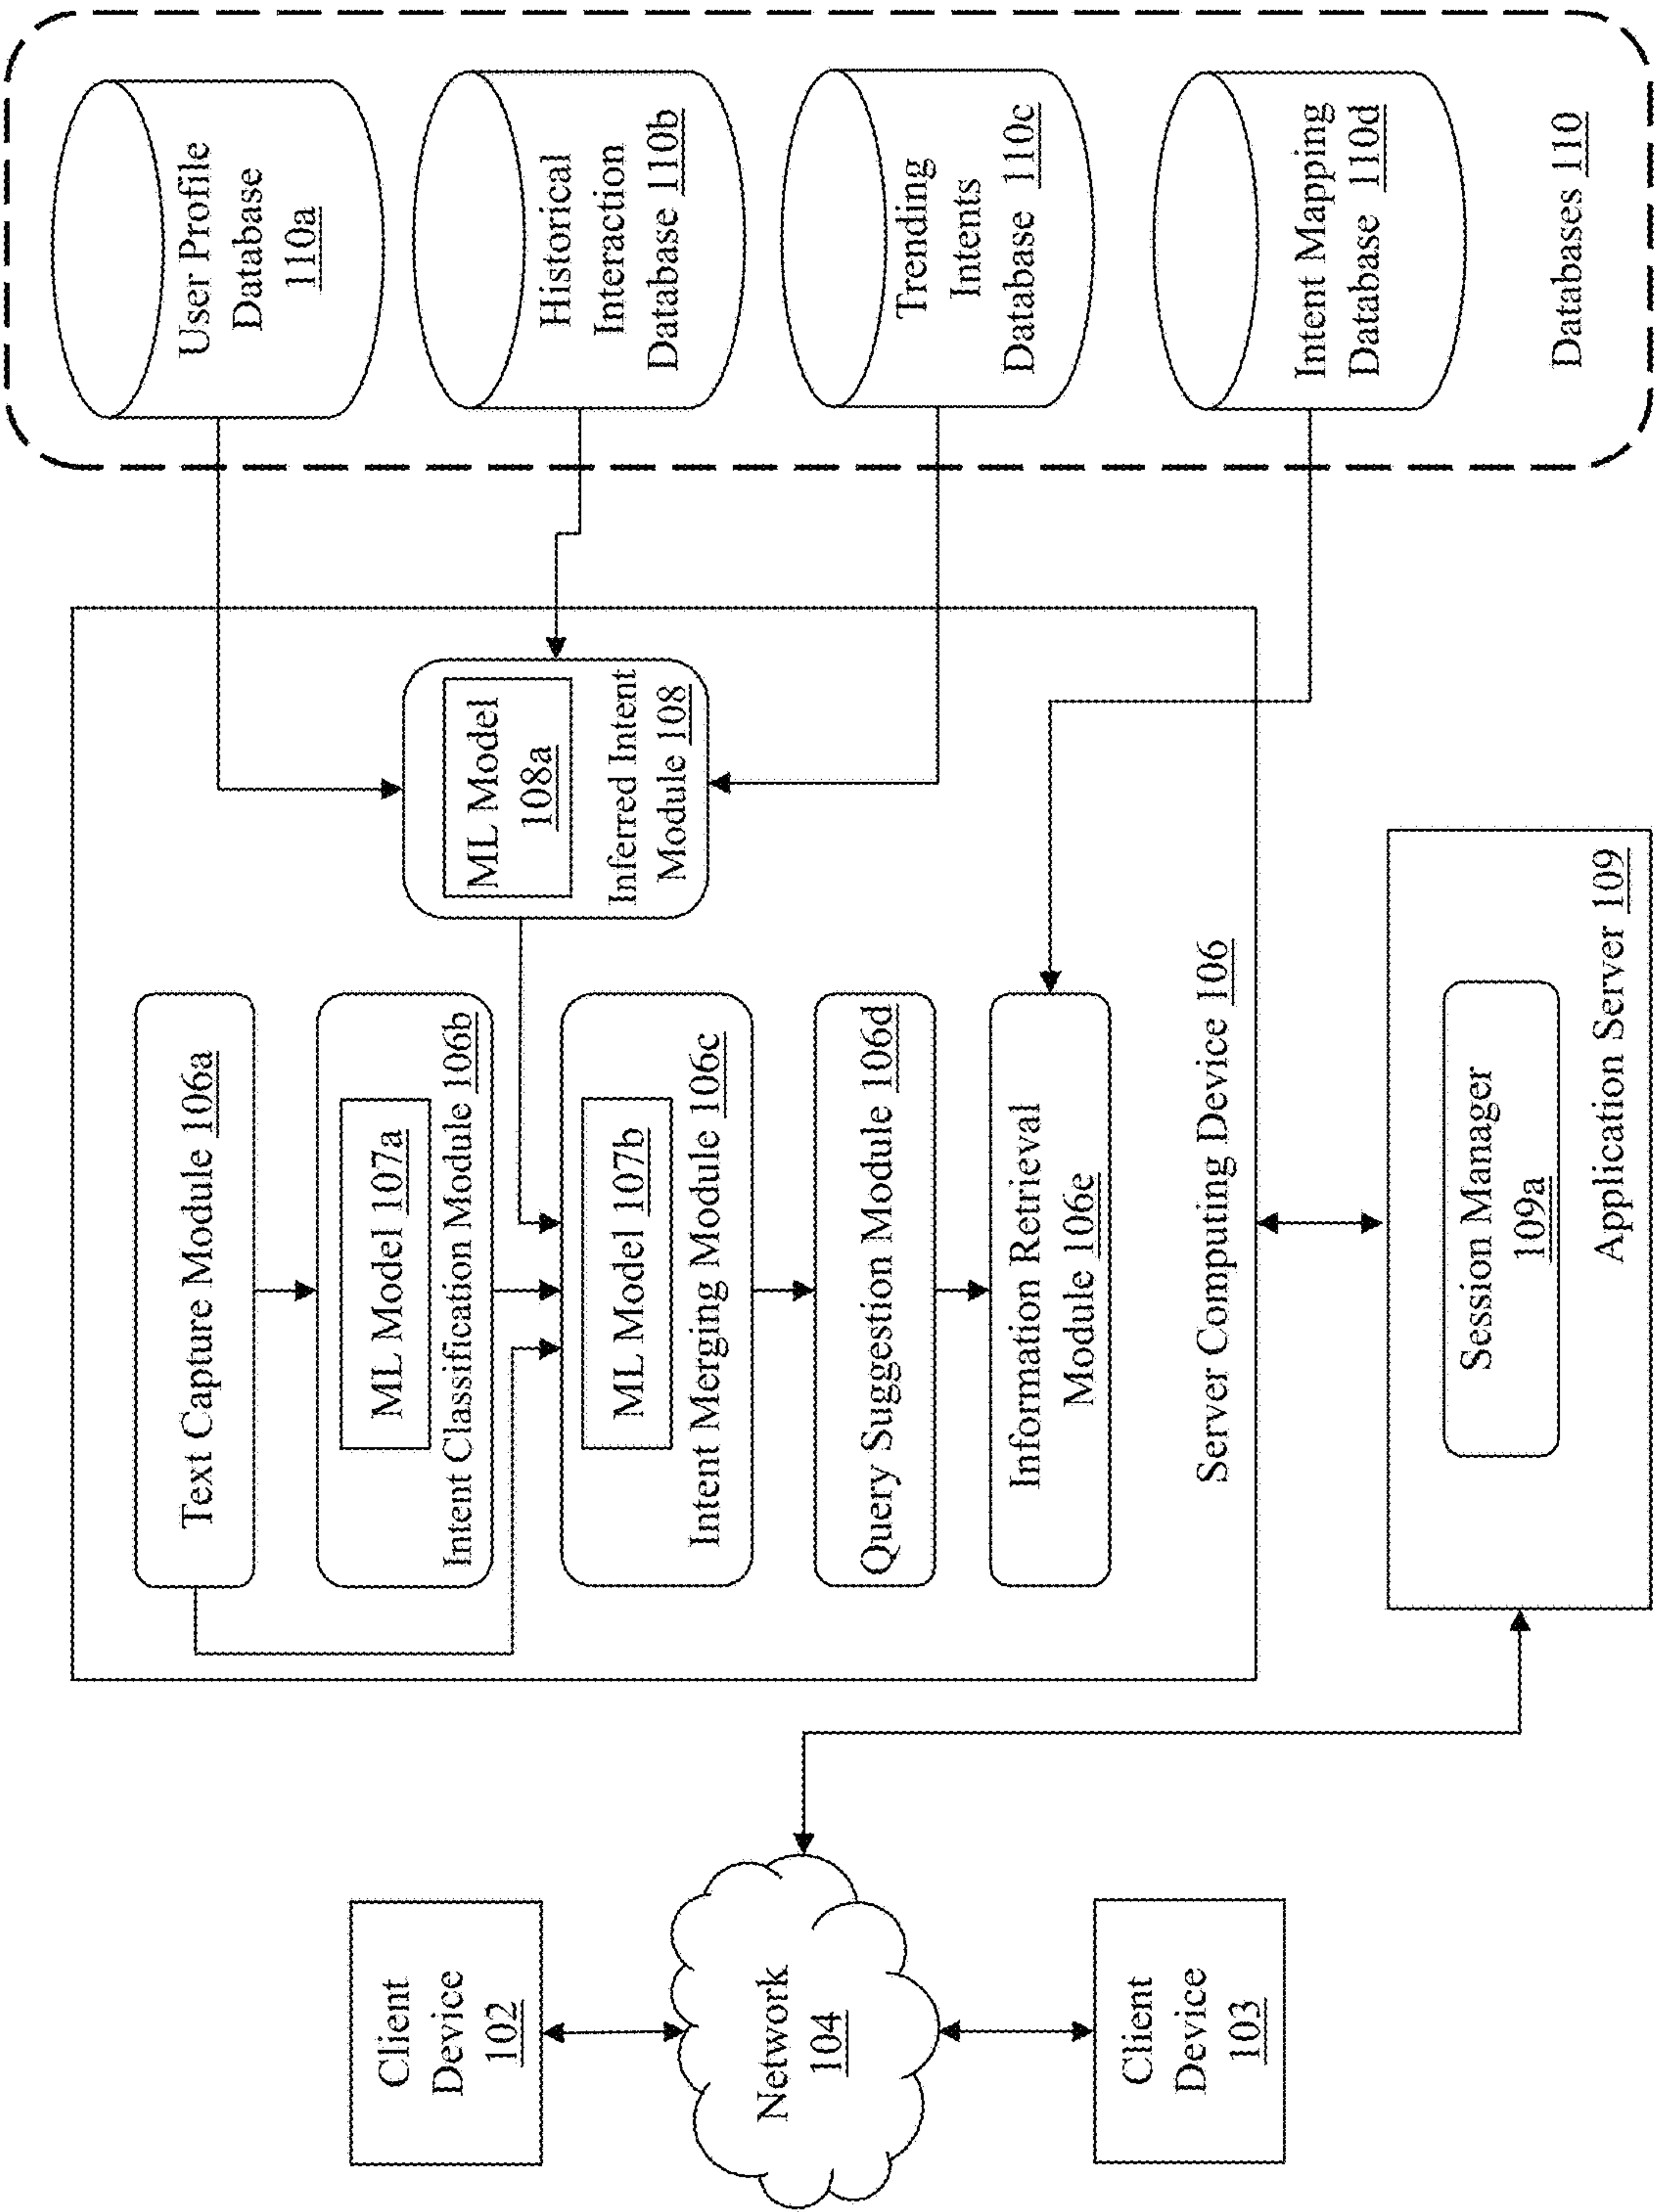 Client
Device
102
Network
104
Client
Device
103
Text Capture Module 106a
ML Model 107a
Intent Classification Module 106b
ML Model 107b
Intent Merging Module 106c
Query Suggestion Module 106d
Information Retrieval
Module 106e
Server Computing Device 106
Session Manager
109a
Application Server 109
ML Model
108a
Inferred Intent
Module 108
User Profile
Database
110a
Historical
Interaction
Database 110b
Trending
Intents
Database 110c
Intent Mapping
Database 110d
Databases 110